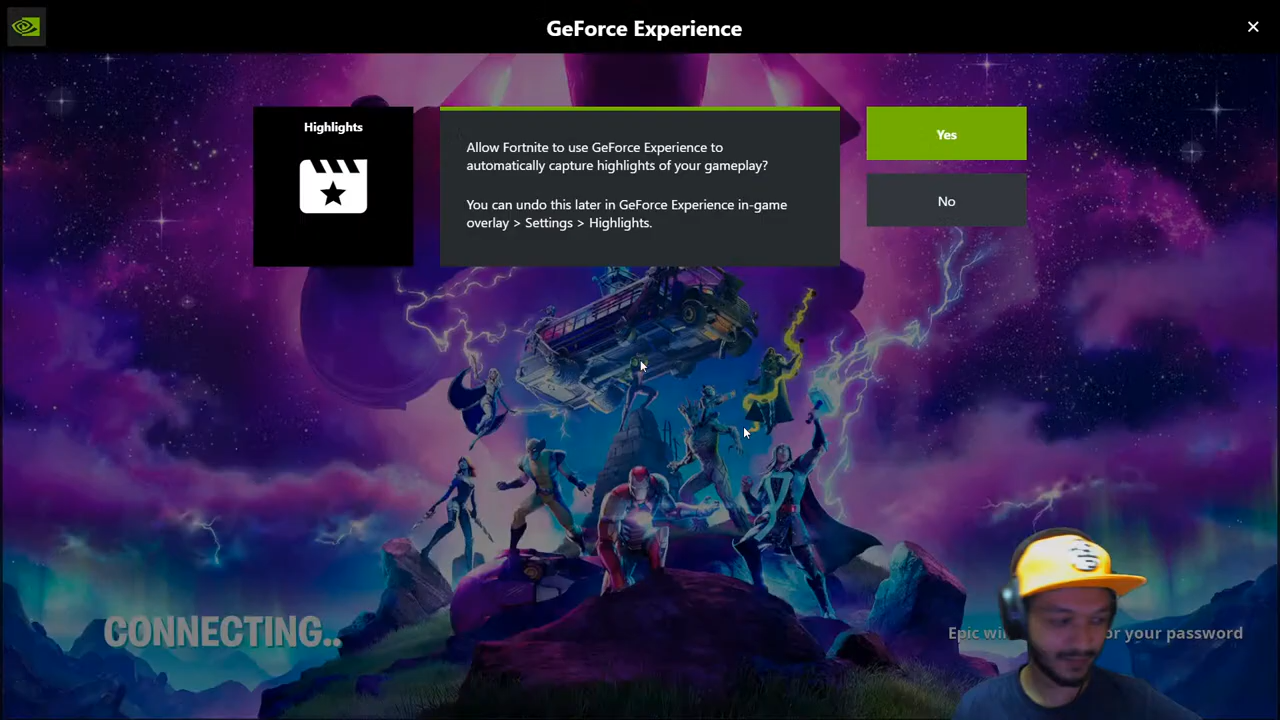 GeForce Experience
Highlights
Allow Fortnite to use GeForce Experience to
automatically capture highlights of your gameplay?
You can undo this later in GeForce Experience in-game
overlay > Settings > Highlights.
Yes
No
CONNECTING..
Epic or your password